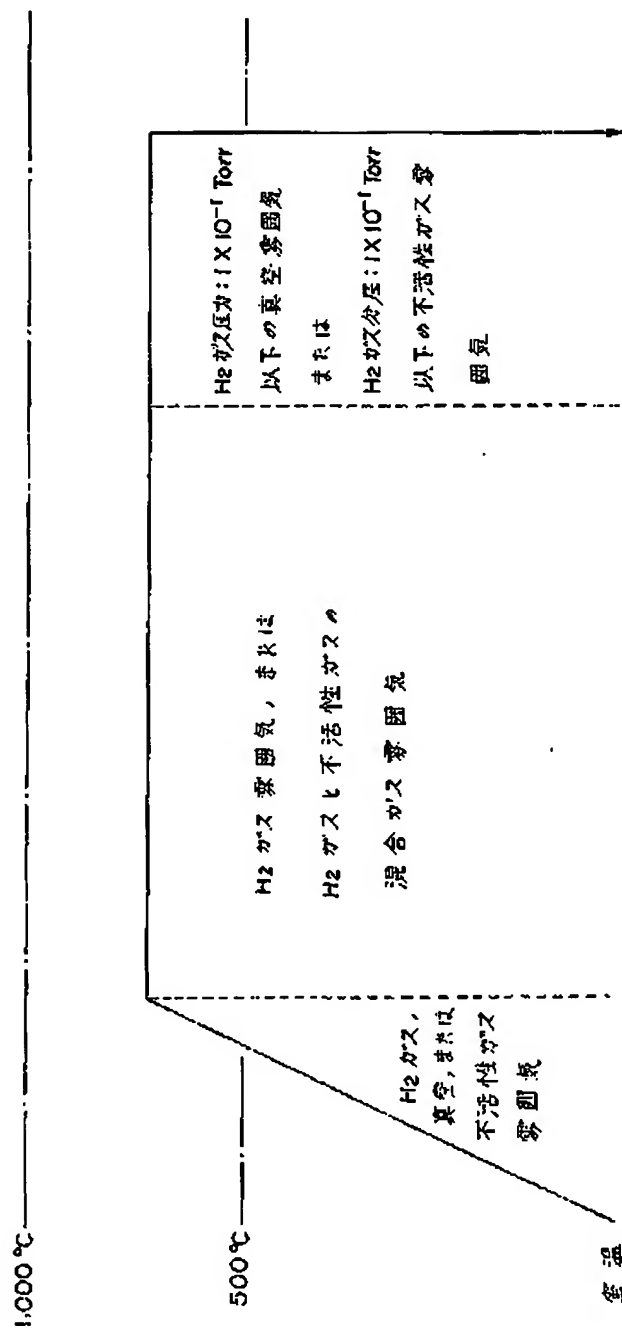 1,000℃
500℃
室温
H2ガス,
真空,または
不活性ガス
雰囲気
H2ガス雰囲気,または
H2ガスと不活性ガスの
混合ガス雰囲気
H2ガス圧力:1×10⁻¹Torr
以下の真空雰囲気
または
H2ガス分圧:1×10⁻¹Torr
以下の不活性ガス雰
囲気